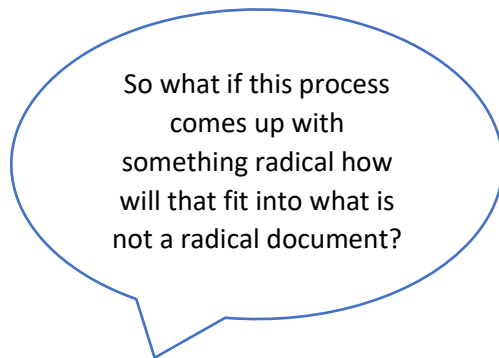 So what if this process
comes up with
something radical how
will that fit into what is
not a radical document?